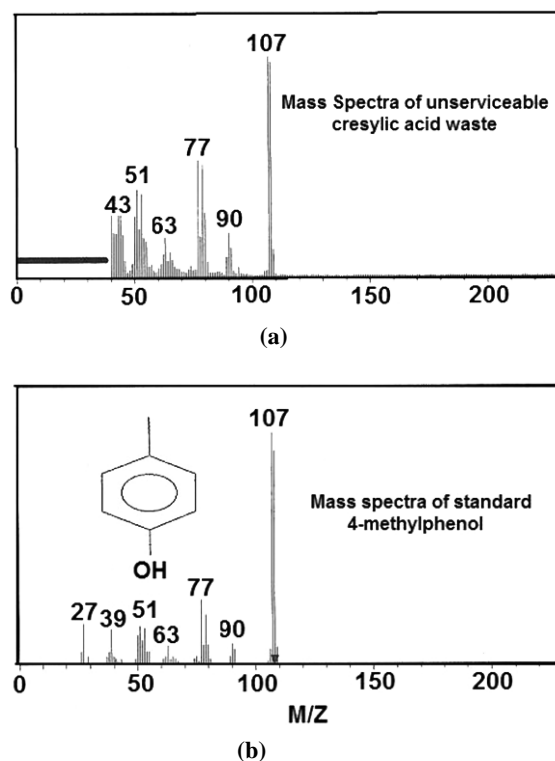 107
Mass Spectra of unserviceable
cresylic acid waste
77
51
43
63
90
0 50 100 150 200
(a)
107
Mass spectra of standard
4-methylphenol
OH
77
27 39 51
63
90
0 50 100 150 200
M/Z
(b)